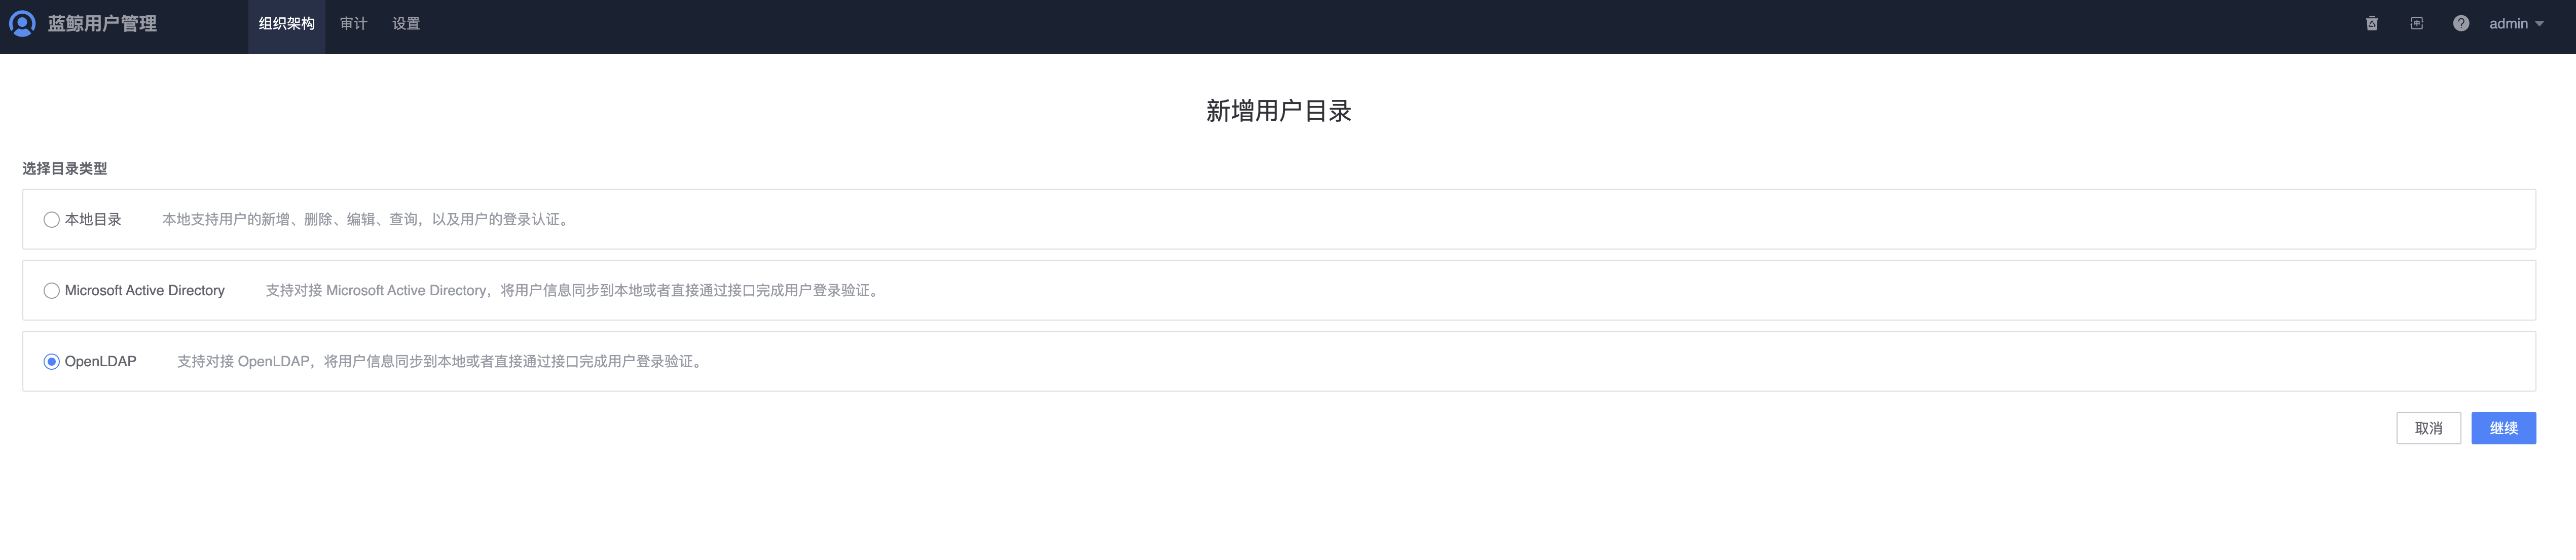 蓝鲸用户管理 组织架构 审计 设置 admin
新增用户目录
选择目录类型
本地目录 本地支持用户的新增、删除、编辑、查询，以及用户的登录认证。
Microsoft Active Directory 支持对接 Microsoft Active Directory，将用户信息同步到本地或者直接通过接口完成用户登录验证。
OpenLDAP 支持对接 OpenLDAP，将用户信息同步到本地或者直接通过接口完成用户登录验证。
取消 继续